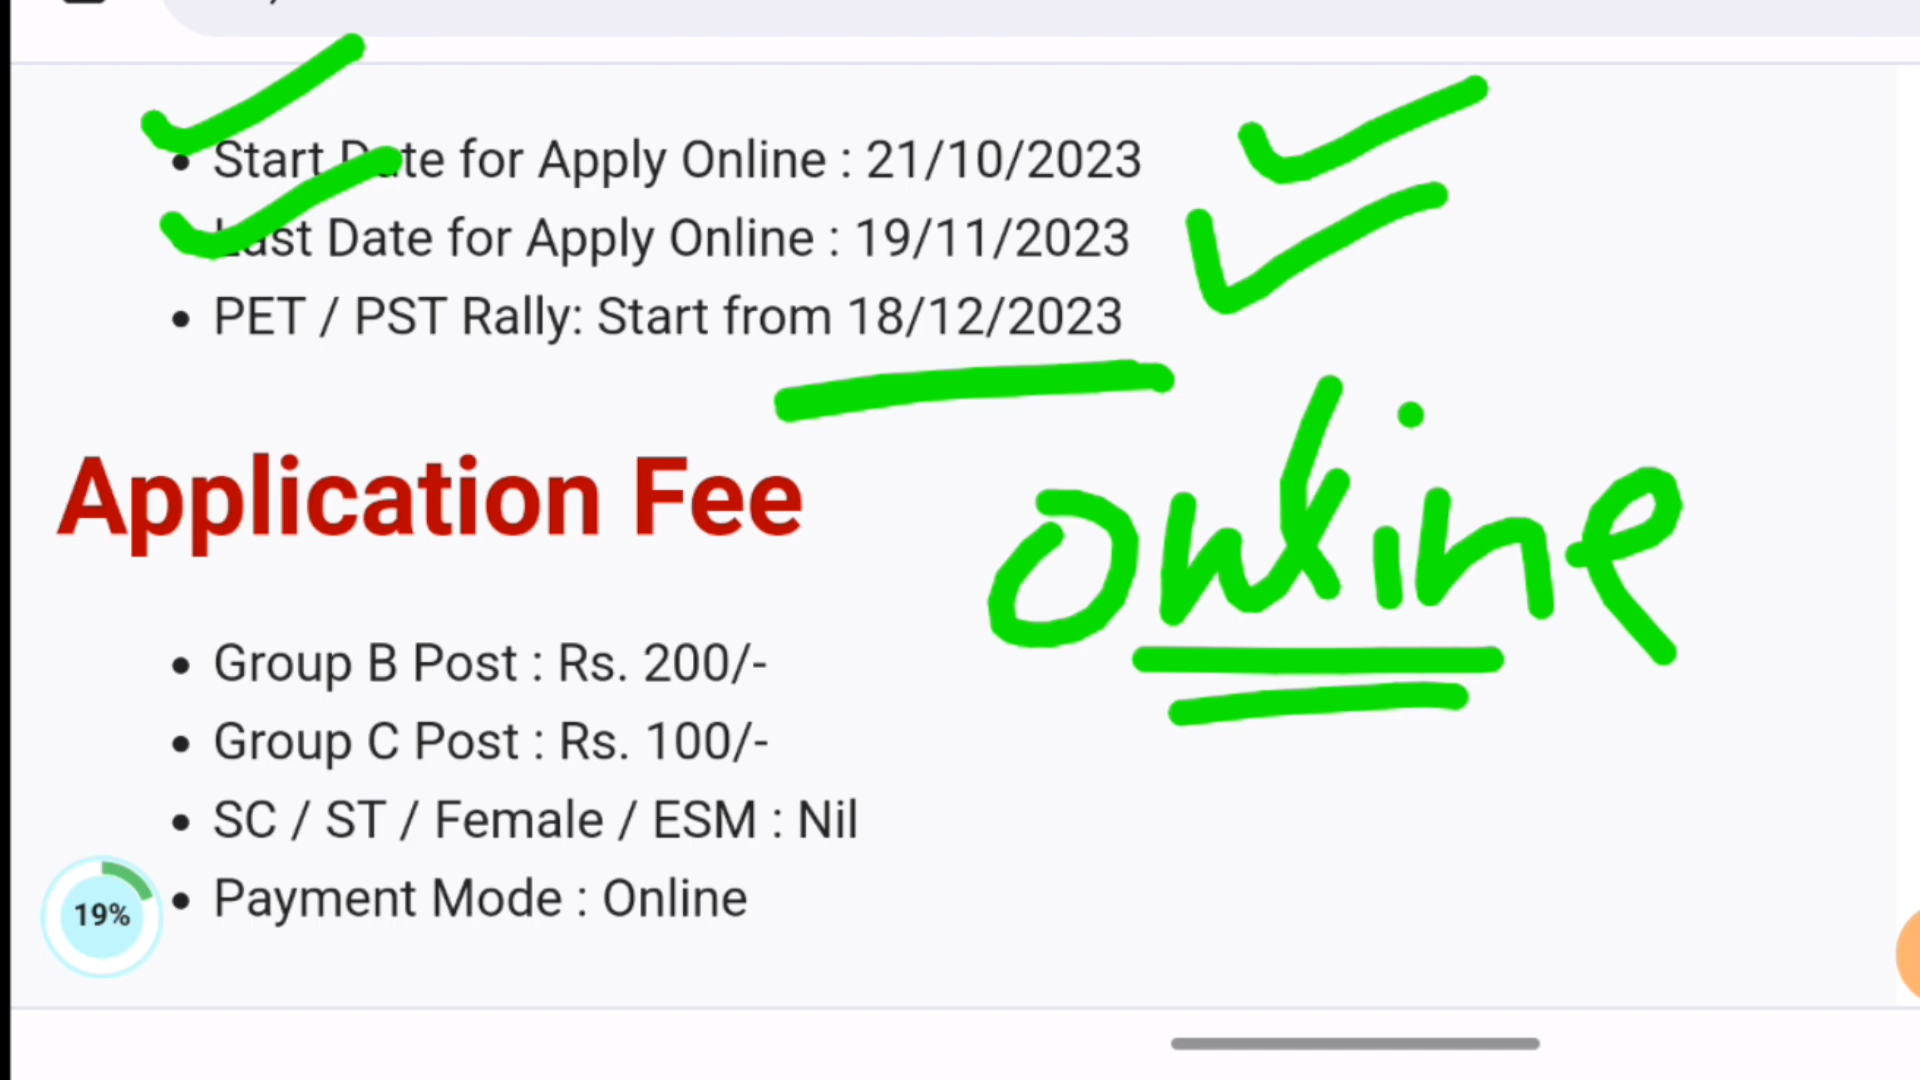 Start Date for Apply Online : 21/10/2023
Last Date for Apply Online : 19/11/2023
PET / PST Rally: Start from 18/12/2023
Application Fee
online
Group B Post : Rs. 200/-
Group C Post : Rs. 100/-
SC / ST / Female / ESM : Nil
Payment Mode : Online
19%